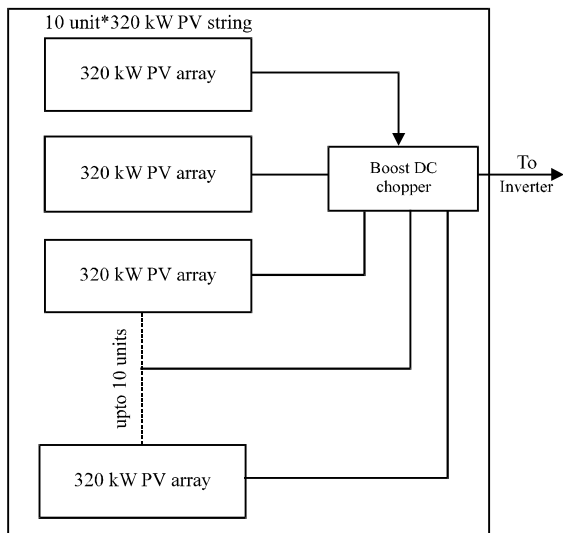 10 unit*320 kW PV string
320 kW PV array
320 kW PV array
Boost DC
chopper
To
Inverter
320 kW PV array
upto 10 units
320 kW PV array